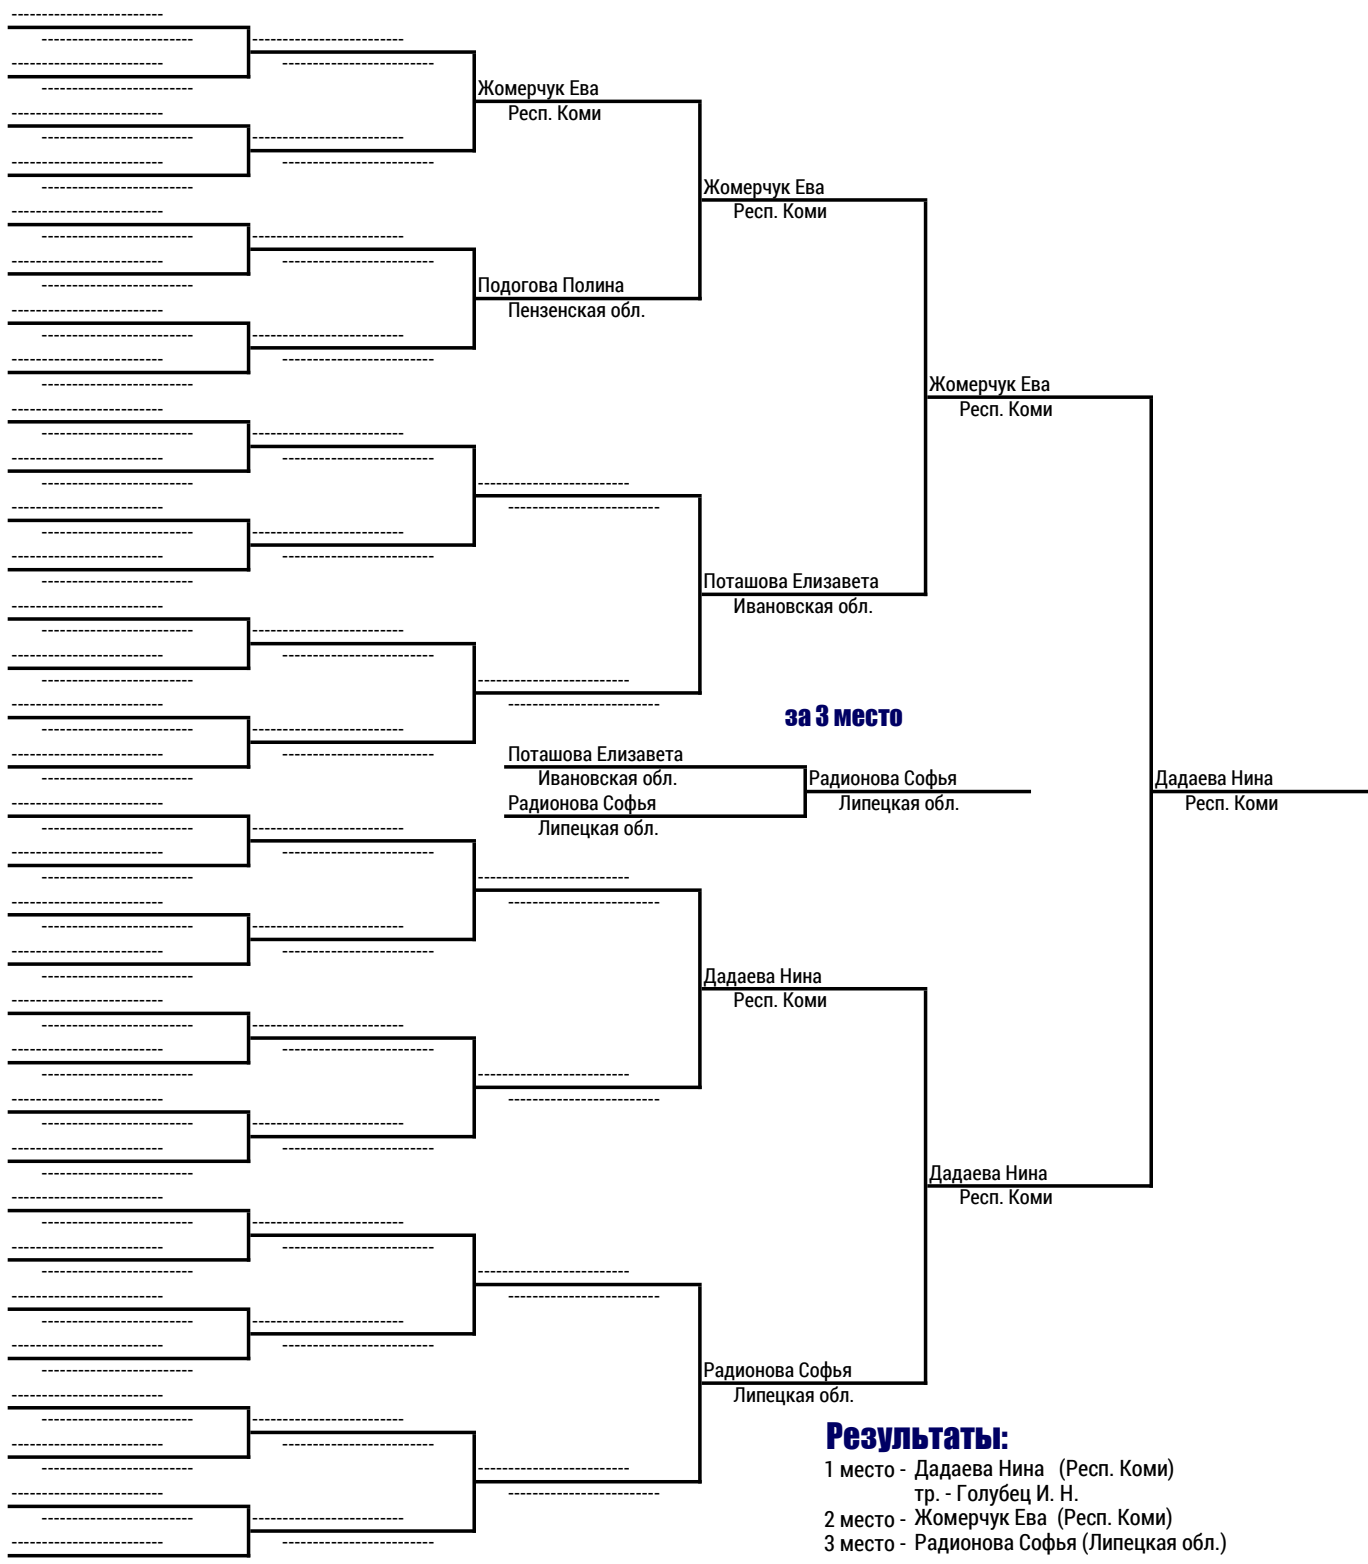 Жомерчук Ева
Респ. Коми
Жомерчук Ева
Респ. Коми
Подогова Полина
Пензенская обл.
Жомерчук Ева
Респ. Коми
Поташова Елизавета
Ивановская обл.
за 3 место
Поташова Елизавета
Ивановская обл.
Радионова Софья
Липецкая обл.
Радионова Софья
Липецкая обл.
Дадаева Нина
Респ. Коми
Дадаева Нина
Респ. Коми
Дадаева Нина
Респ. Коми
Радионова Софья
Липецкая обл.
Результаты:
1 место - Дадаева Нина (Респ. Коми)
тр. - Голубец И. Н.
2 место - Жомерчук Ева (Респ. Коми)
3 место - Радионова Софья (Липецкая обл.)